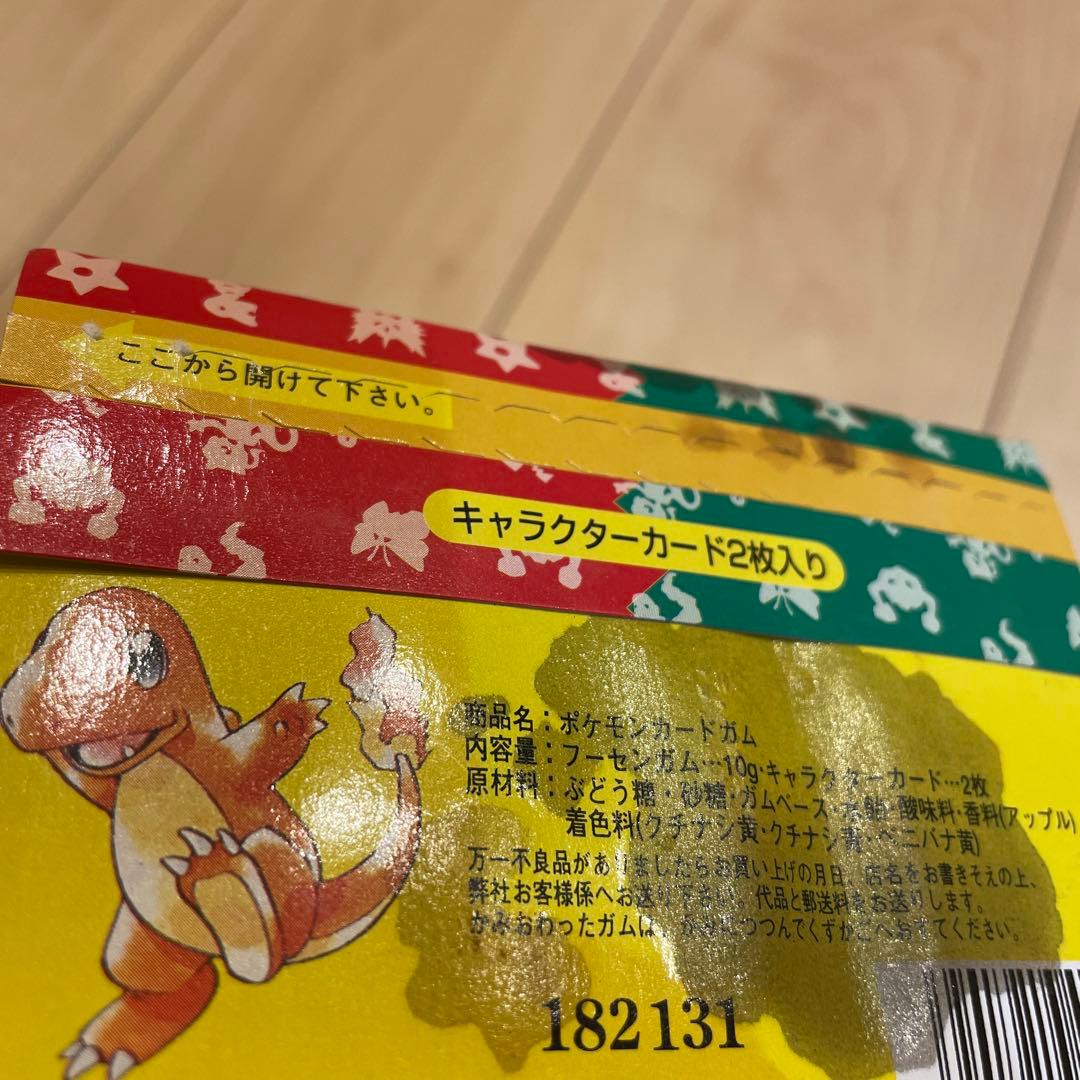 ここから開けて下さい。
キャラクターカード2枚入り
商品名：ポケモンカードガム
内容量：フーセンガム…10g・キャラクターカード…2枚
原材料：ぶどう糖・砂糖・ガムベース・水飴・酸味料・香料(アップル)
着色料(クチナシ黄・クチナシ青・ベニバナ黄)
万一不良品がありましたらお買い上げの月日、店名をお書きそえの上、
弊社お客様係へお送り下さい。代品と郵送料をお送りします。
かみおわったガムは、かみにつつんでくずかごへおすてください。
182131